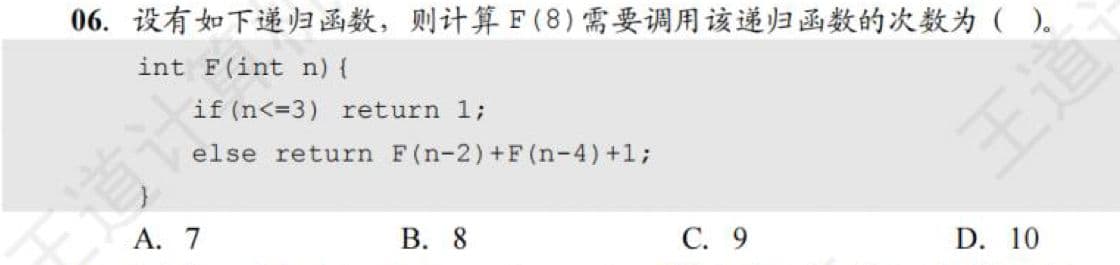 06. 设有如下递归函数，则计算 F(8)需要调用该递归函数的次数为（ ）。
int F(int n){
if(n<=3) return 1;
else return F(n-2)+F(n-4)+1;
}
A. 7 B. 8 C. 9 D. 10
王道计算机
王道计